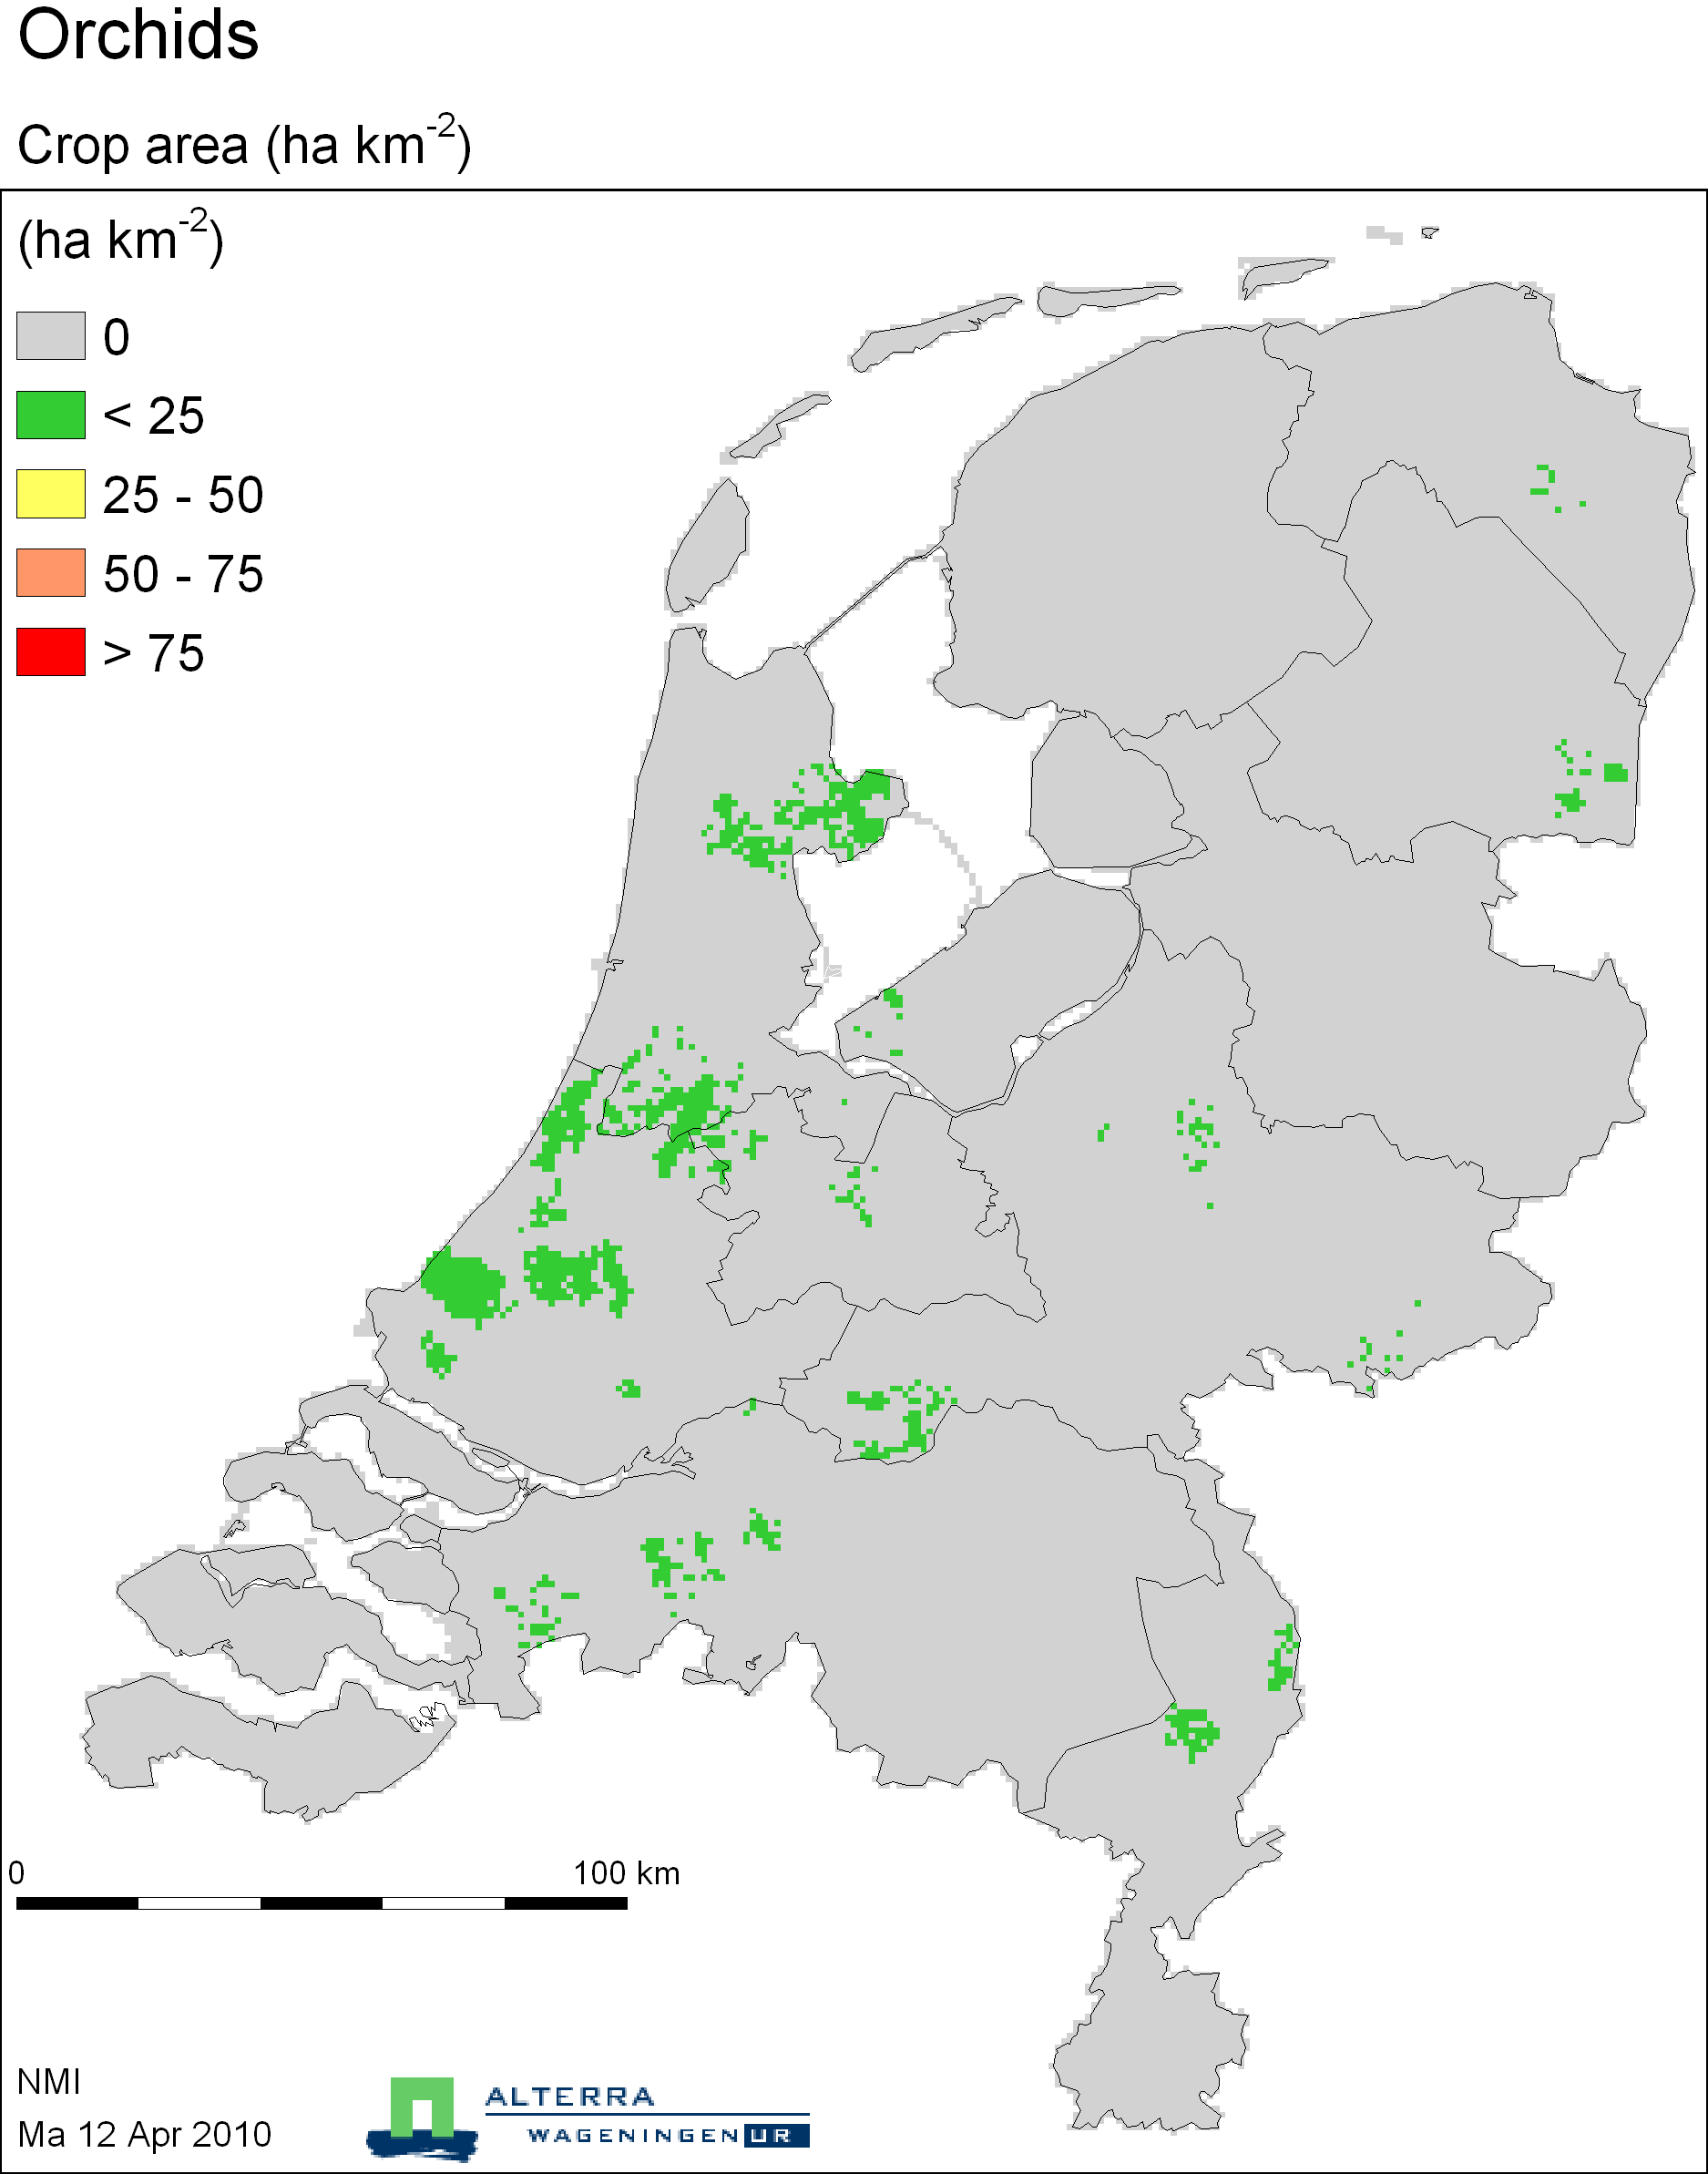 Orchids
Crop area (ha km⁻²)
(ha km⁻²)
0
< 25
25 - 50
50 - 75
> 75
0 100 km
NMI
Ma 12 Apr 2010
ALTERRA
WAGENINGEN UR